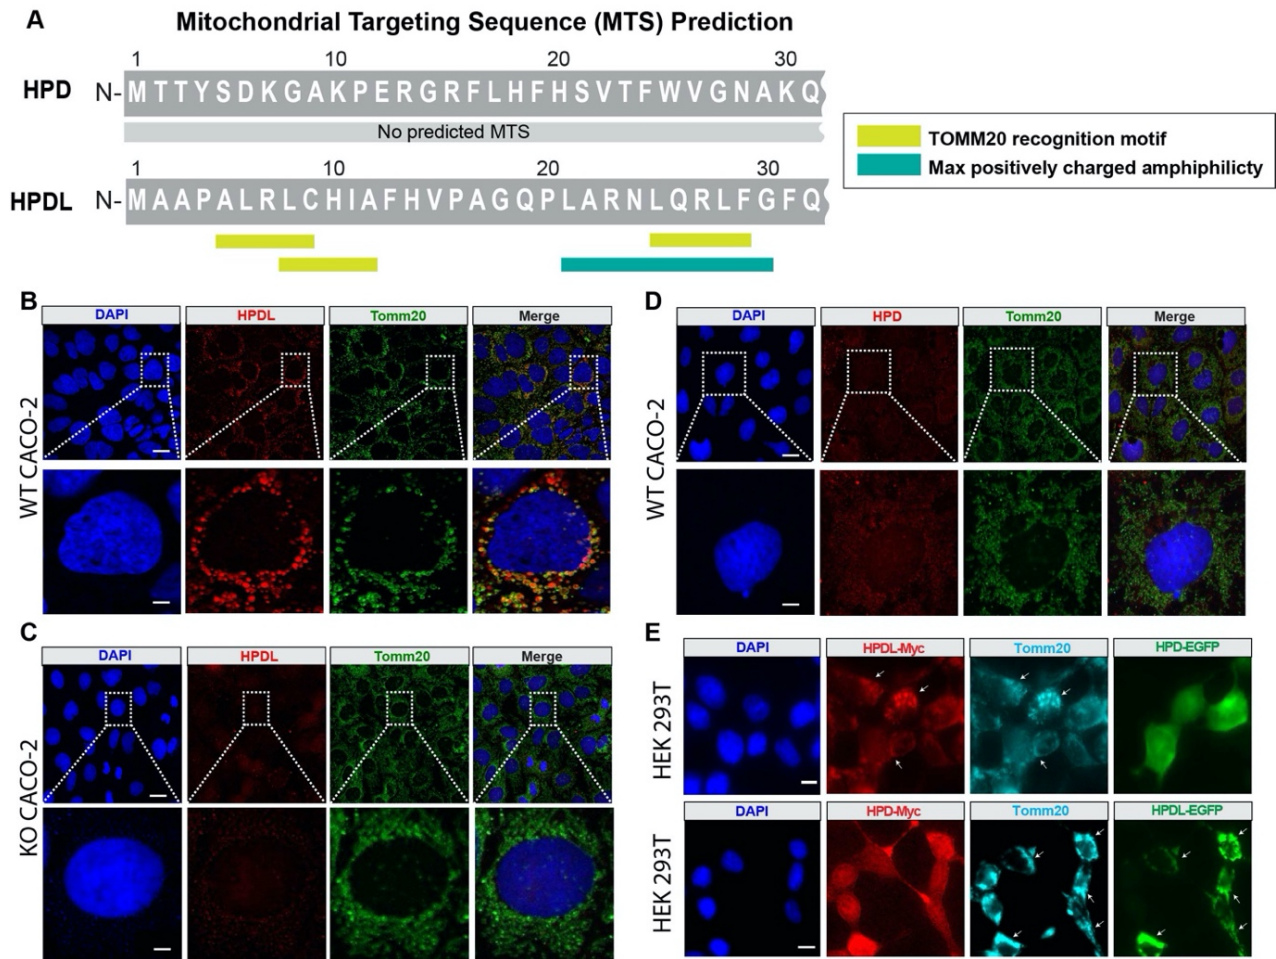 A
Mitochondrial Targeting Sequence (MTS) Prediction
1 10 20 30
HPD N- MTTYSDKGAKPERGRFLHFHSVTFWVGNAKQ
No predicted MTS
1 10 20 30
HPDL N- MAAPALRLCHIAFHVPAGQPLARNLQRLFGFQ
TOMM20 recognition motif
Max positively charged amphiphilicty
B
WT CACO-2
DAPI HPDL Tomm20 Merge
C
KO CACO-2
DAPI HPDL Tomm20 Merge
D
WT CACO-2
DAPI HPD Tomm20 Merge
E
HEK 293T
DAPI HPDL-Myc Tomm20 HPD-EGFP
HEK 293T
DAPI HPD-Myc Tomm20 HPDL-EGFP